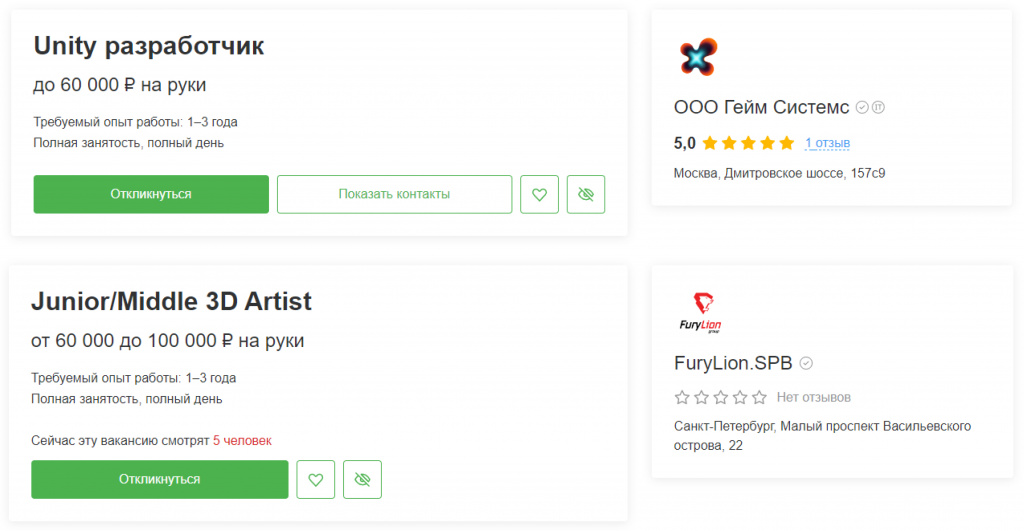 Unity разработчик
до 60 000 ₽ на руки
Требуемый опыт работы: 1–3 года
Полная занятость, полный день
Откликнуться
Показать контакты
ООО Гейм Системс
IT
5,0
1 отзыв
Москва, Дмитровское шоссе, 157с9
Junior/Middle 3D Artist
от 60 000 до 100 000 ₽ на руки
Требуемый опыт работы: 1–3 года
Полная занятость, полный день
Сейчас эту вакансию смотрят 5 человек
Откликнуться
FuryLion
group
FuryLion.SPB
Нет отзывов
Санкт-Петербург, Малый проспект Васильевского
острова, 22